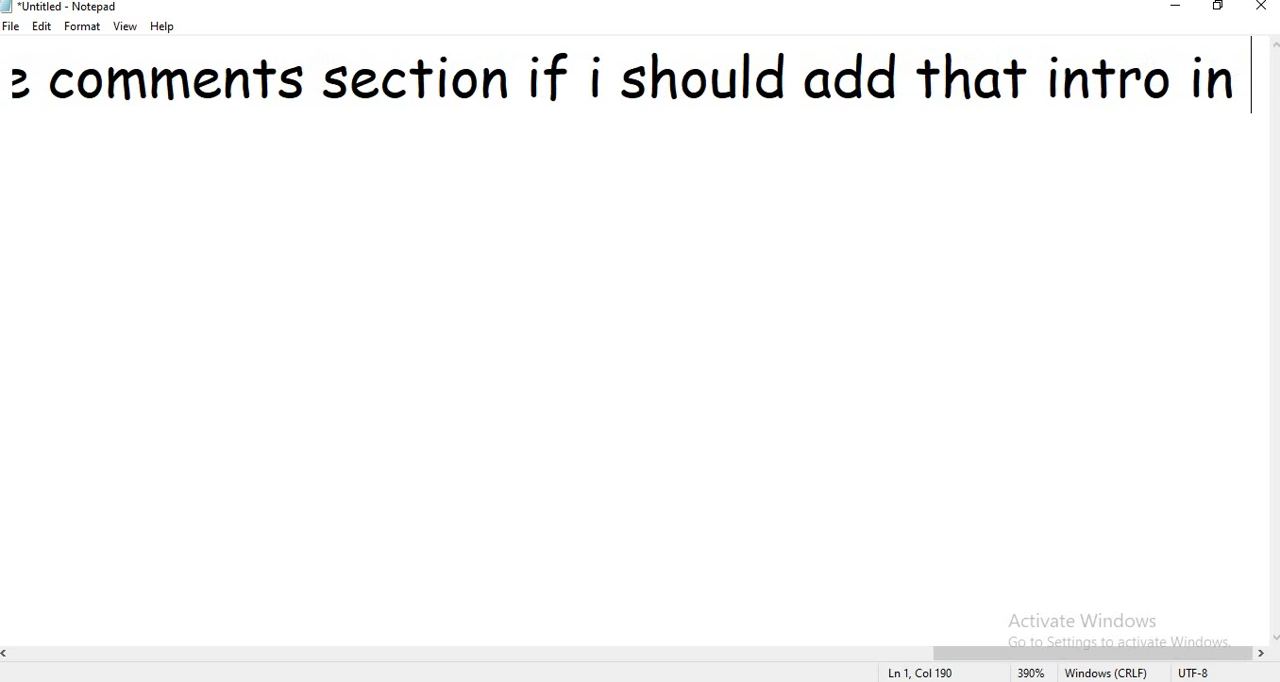 *Untitled - Notepad
File Edit Format View Help
comments section if i should add that intro in
Activate Windows
Go to Settings to activate Windows.
Ln 1, Col 190 390% Windows (CRLF) UTF-8